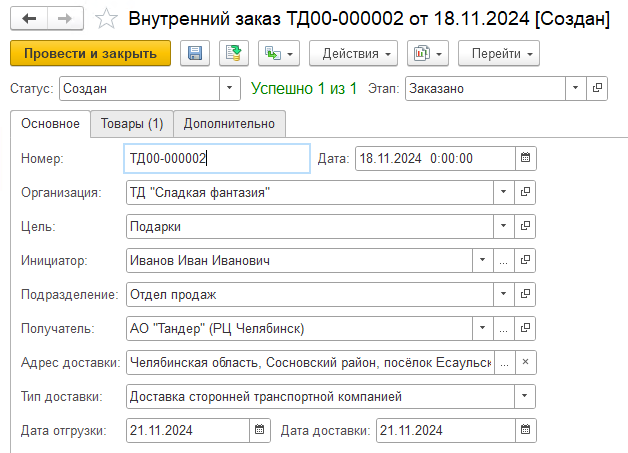 Внутренний заказ ТД00-000002 от 18.11.2024 [Создан]
Провести и закрыть Действия Перейти
Статус: Создан Успешно 1 из 1 Этап: Заказано
Основное Товары (1) Дополнительно
Номер: ТД00-000002 Дата: 18.11.2024 0:00:00
Организация: ТД "Сладкая фантазия"
Цель: Подарки
Инициатор: Иванов Иван Иванович ...
Подразделение: Отдел продаж
Получатель: АО "Тандер" (РЦ Челябинск) ...
Адрес доставки: Челябинская область, Сосновский район, посёлок Есаульск ... ×
Тип доставки: Доставка сторонней транспортной компанией
Дата отгрузки: 21.11.2024 Дата доставки: 21.11.2024